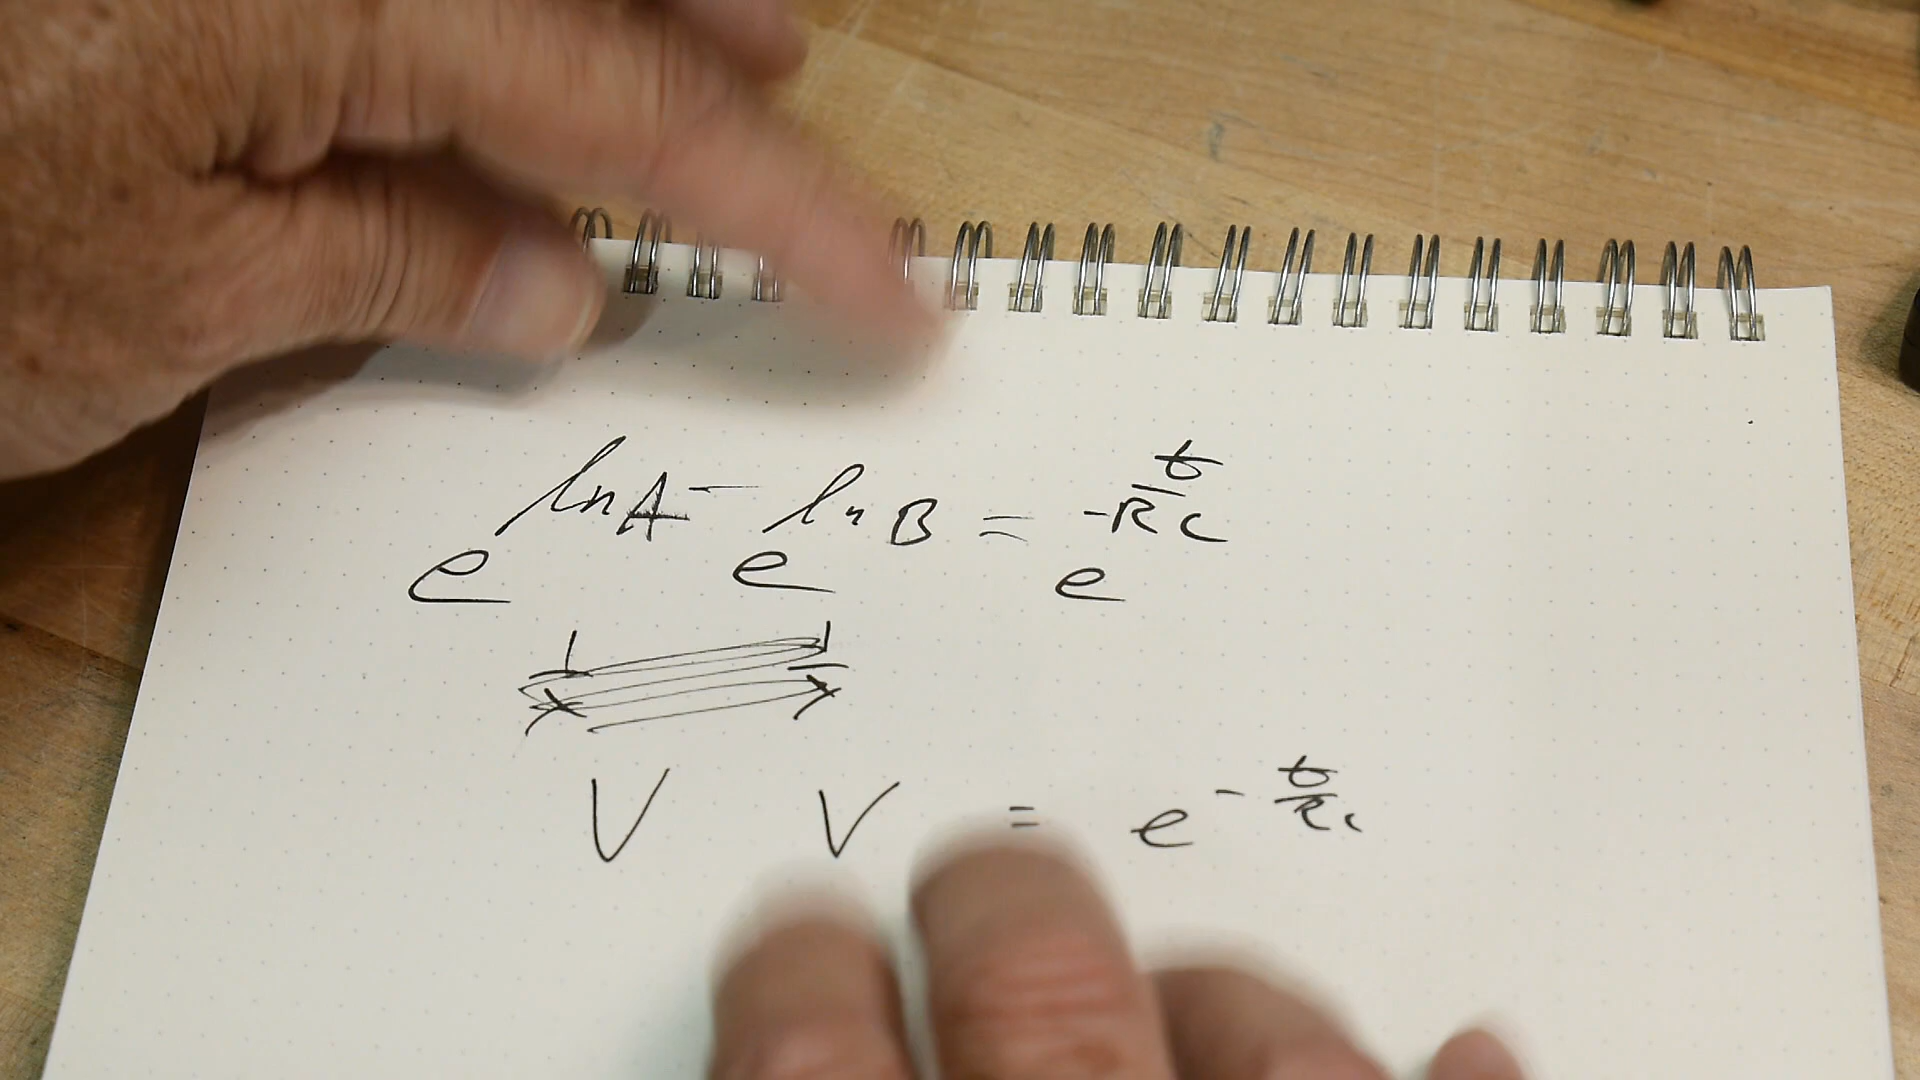 e^{ln A} - e^{ln B} = e^{-t/RC}
V V = e^{-t/RC}